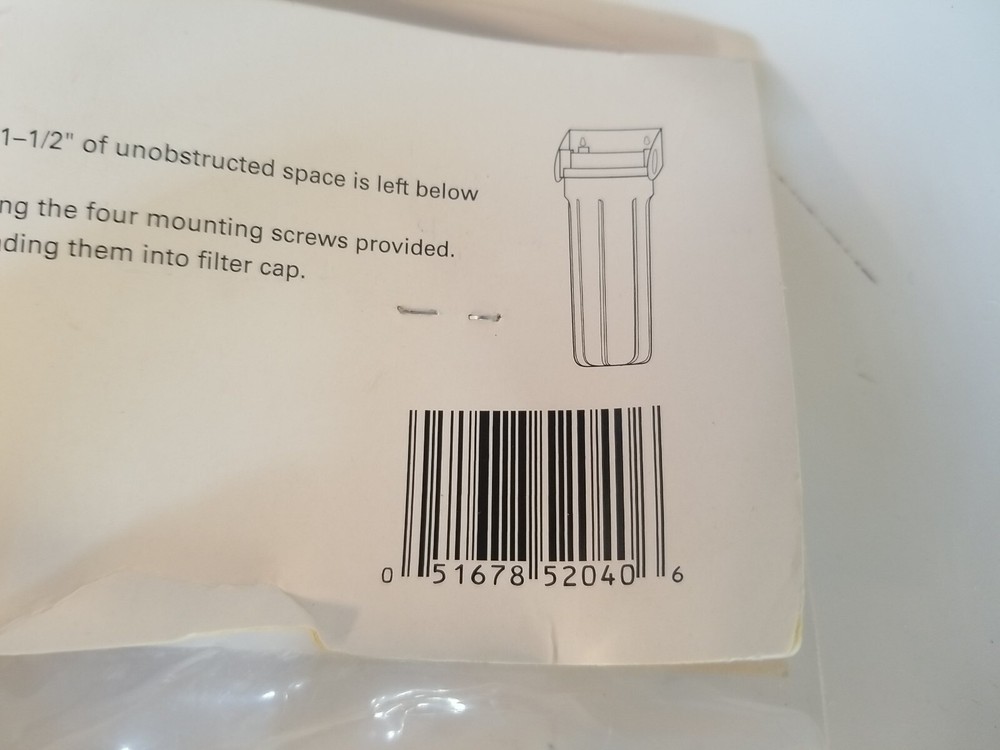 1–1/2" of unobstructed space is left below
ng the four mounting screws provided.
ding them into filter cap.
0 51678 52040 6